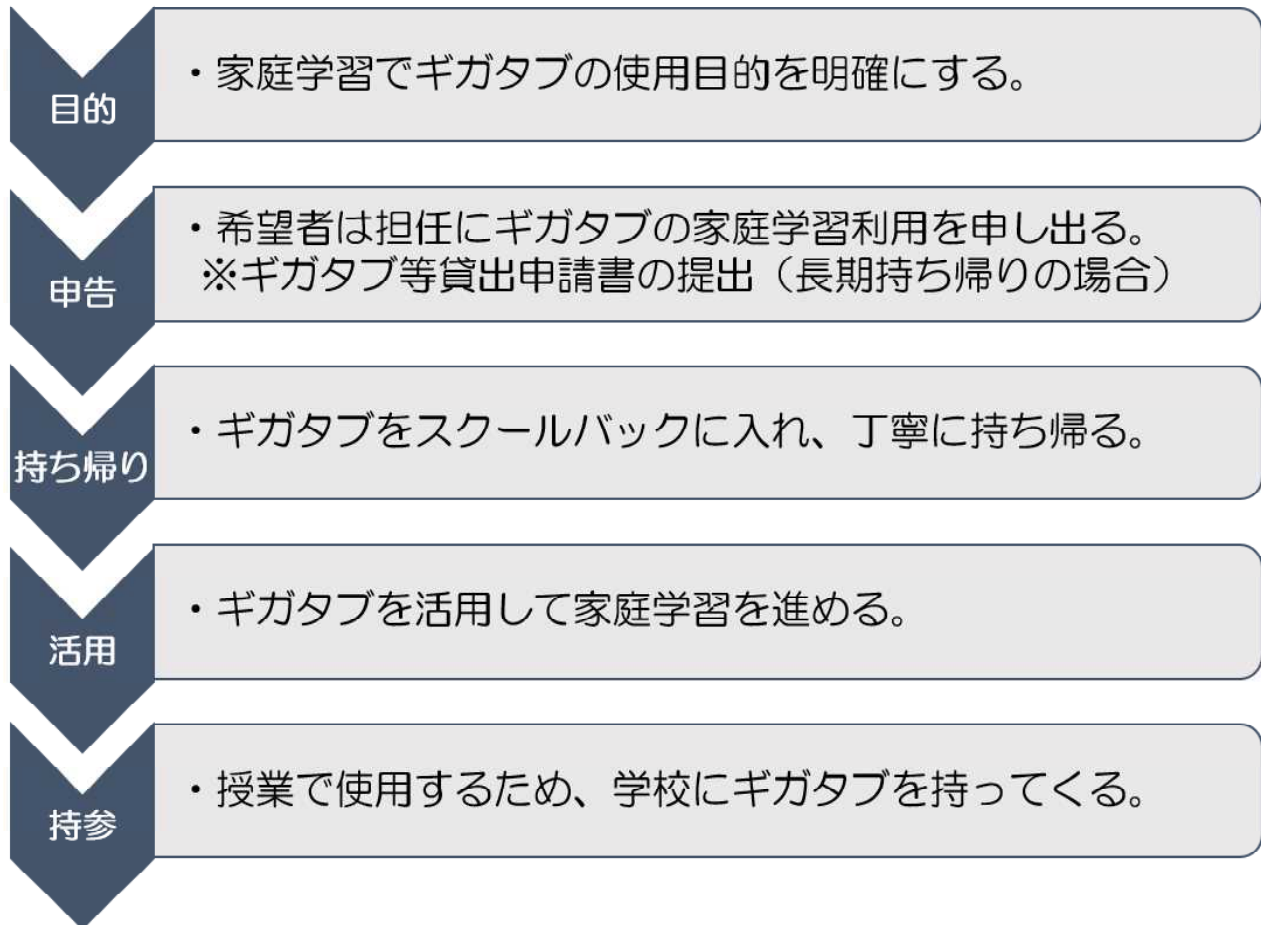 目的
・家庭学習でギガタブの使用目的を明確にする。
申告
・希望者は担任にギガタブの家庭学習利用を申し出る。
※ギガタブ等貸出申請書の提出（長期持ち帰りの場合）
持ち帰り
・ギガタブをスクールバックに入れ、丁寧に持ち帰る。
活用
・ギガタブを活用して家庭学習を進める。
持参
・授業で使用するため、学校にギガタブを持ってくる。